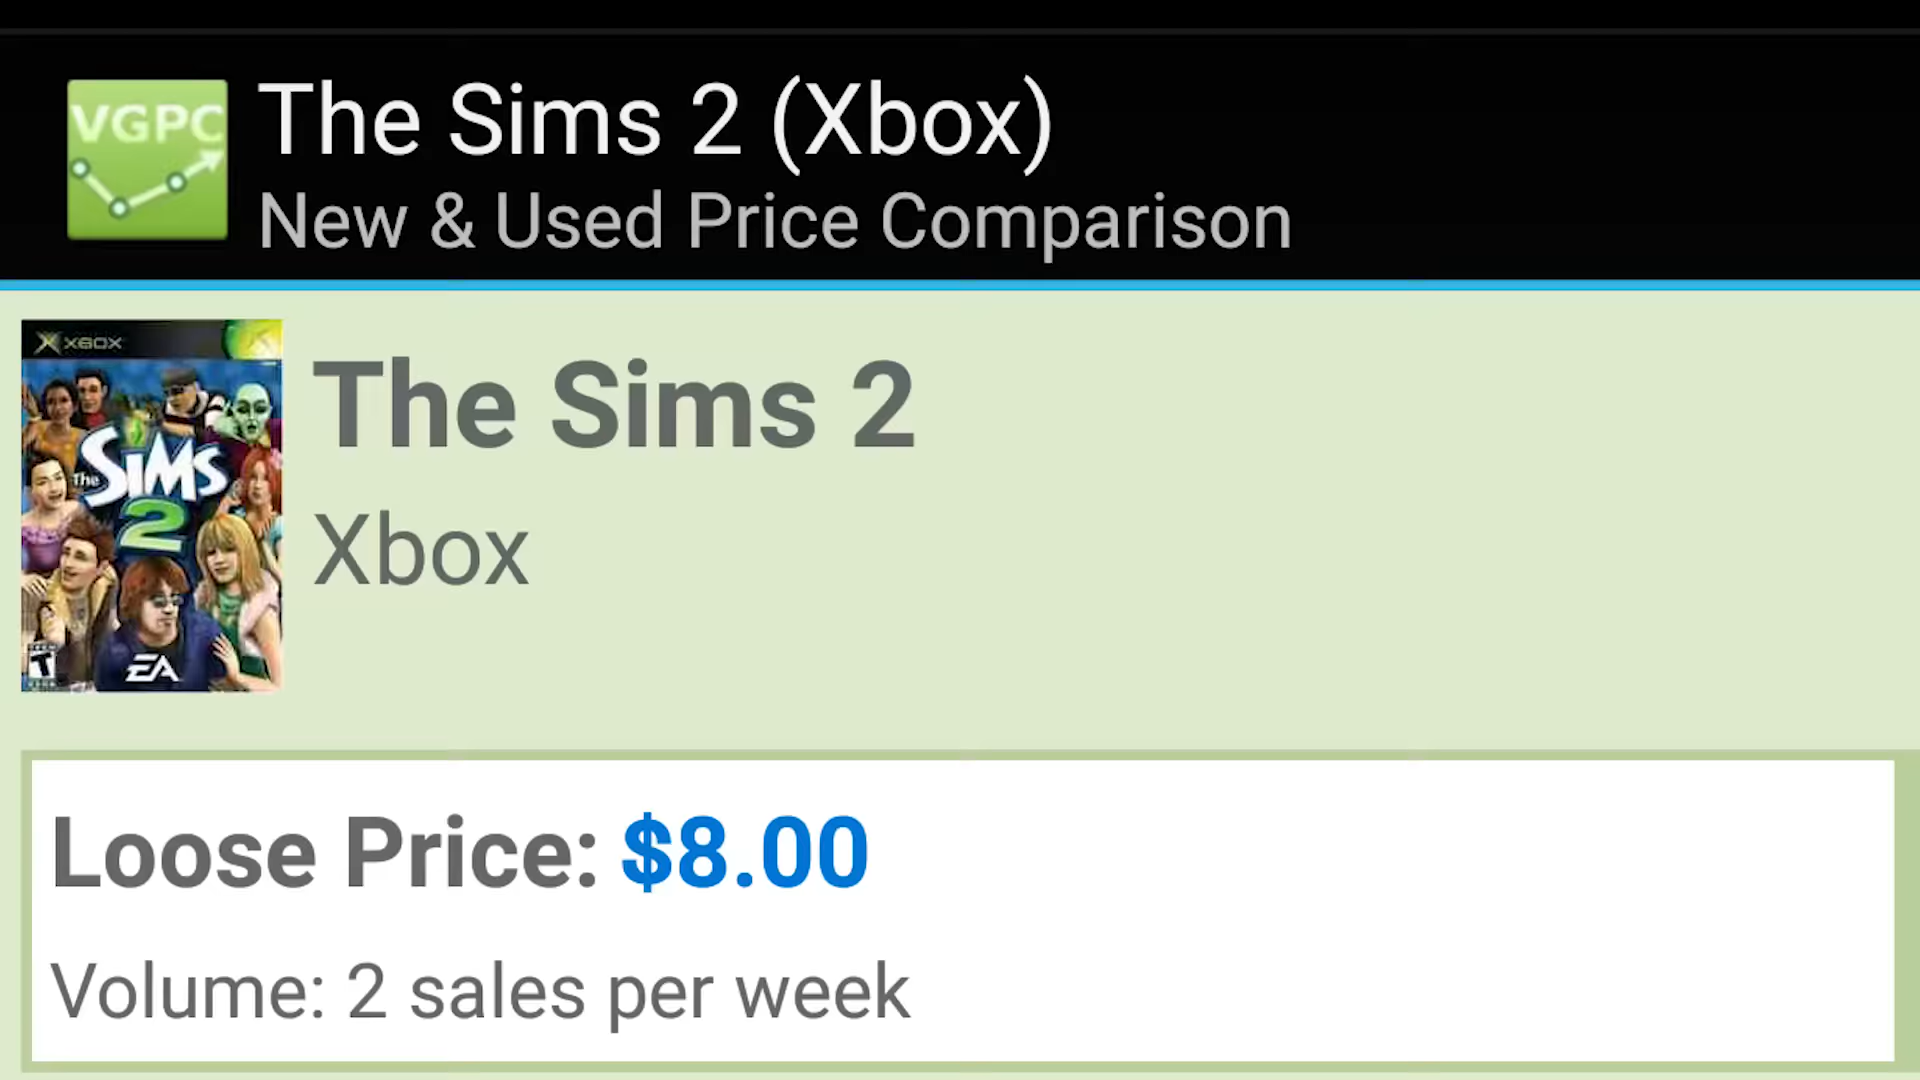 VGPC
The Sims 2 (Xbox)
New & Used Price Comparison
XBOX
The SIMS 2
T
EA
The Sims 2
Xbox
Loose Price: $8.00
Volume: 2 sales per week